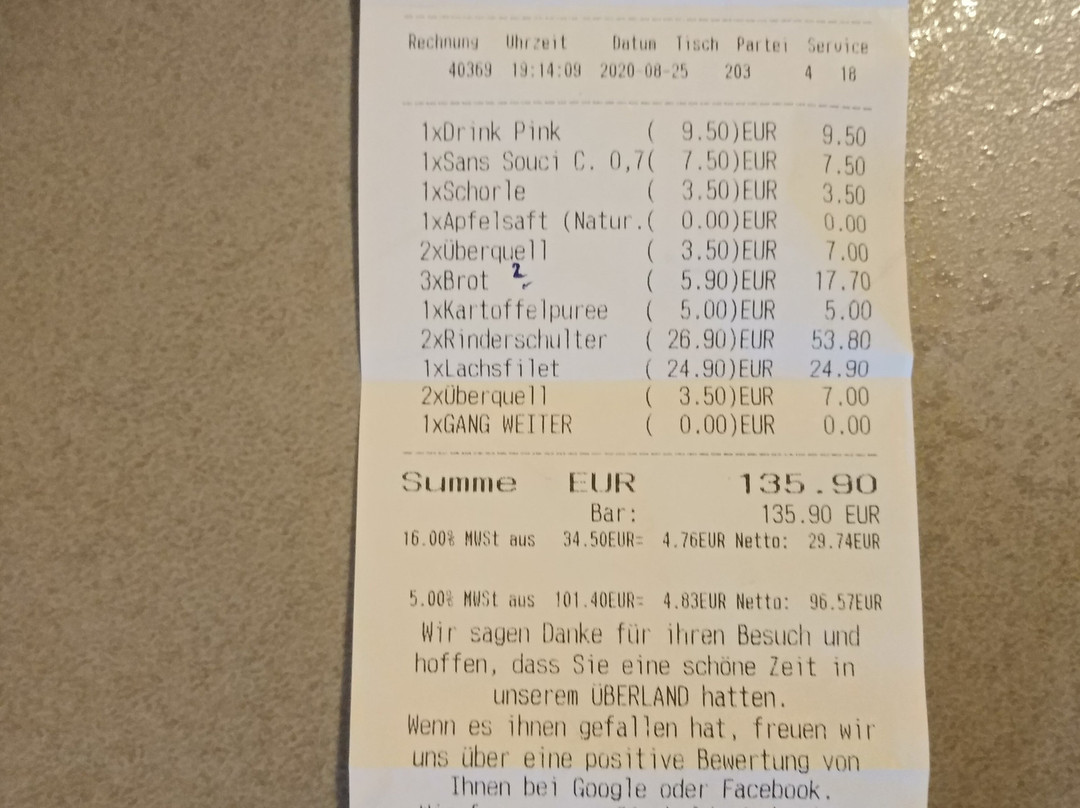 Rechnung Uhrzeit Datum Tisch Partei Service
40369 19:14:09 2020-08-25 203 4 18
1xDrink Pink ( 9.50)EUR 9.50
1xSans Souci C. 0,7( 7.50)EUR 7.50
1xSchorle ( 3.50)EUR 3.50
1xApfelsaft (Natur.( 0.00)EUR 0.00
2xÜberquell ( 3.50)EUR 7.00
3xBrot 2 ( 5.90)EUR 17.70
1xKartoffelpuree ( 5.00)EUR 5.00
2xRinderschulter ( 26.90)EUR 53.80
1xLachsfilet ( 24.90)EUR 24.90
2xÜberquell ( 3.50)EUR 7.00
1xGANG WEITER ( 0.00)EUR 0.00
Summe EUR 135.90
Bar: 135.90 EUR
16.00% MWSt aus 34.50EUR= 4.76EUR Netto: 29.74EUR
5.00% MWSt aus 101.40EUR= 4.83EUR Netto: 96.57EUR
Wir sagen Danke für ihren Besuch und
hoffen, dass Sie eine schöne Zeit in
unserem ÜBERLAND hatten.
Wenn es ihnen gefallen hat, freuen wir
uns über eine positive Bewertung von
Ihnen bei Google oder Facebook.